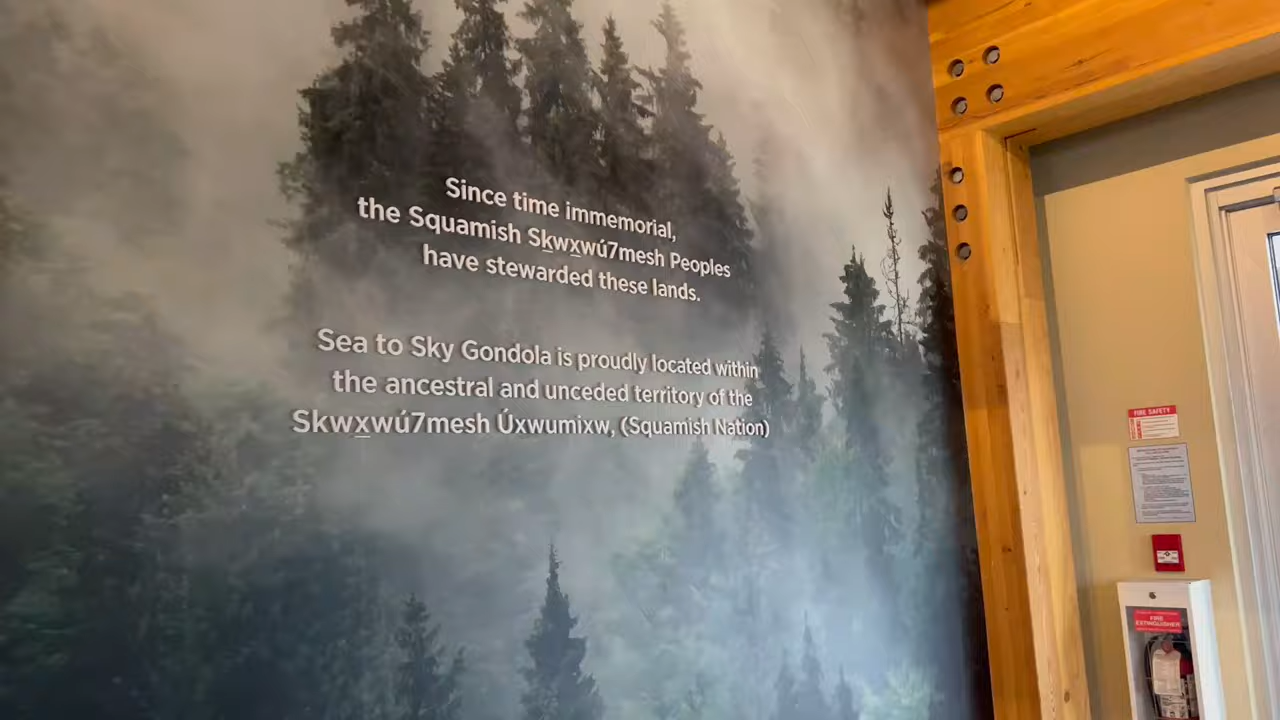 Since time immemorial,
the Squamish Sḵwx̱wú7mesh Peoples
have stewarded these lands.
Sea to Sky Gondola is proudly located within
the ancestral and unceded territory of the
Skwx̱wú7mesh Úxwumixw, (Squamish Nation)
FIRE SAFETY
FIRE
EXTINGUISHER